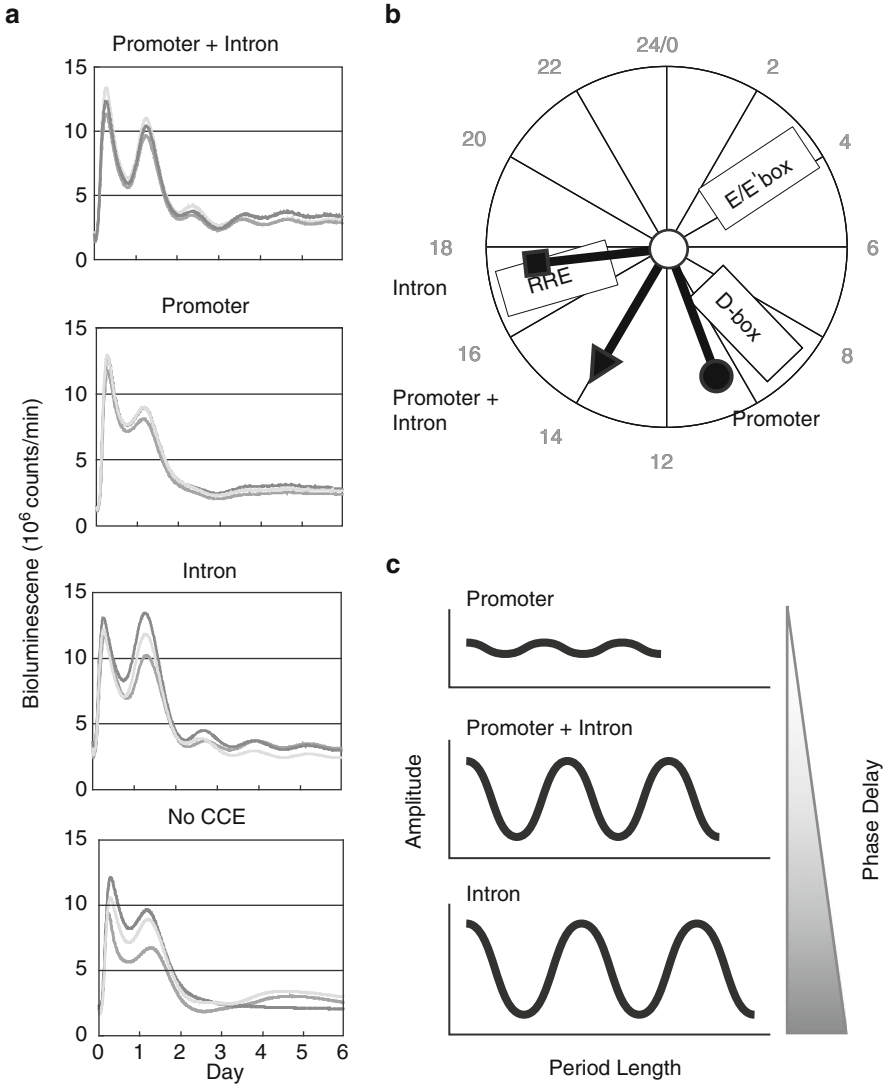 a
Promoter + Intron
15
10
5
0
Promoter
15
10
5
0
Intron
15
10
5
0
No CCE
15
10
5
0
0 1 2 3 4 5 6
Day
Bioluminescene (10⁶ counts/min)
b
24/0
2
4
6
8
12
14
16
18
20
22
E/E'box
D-box
RRE
Intron
Promoter +
Intron
Promoter
c
Promoter
Promoter + Intron
Intron
Amplitude
Period Length
Phase Delay